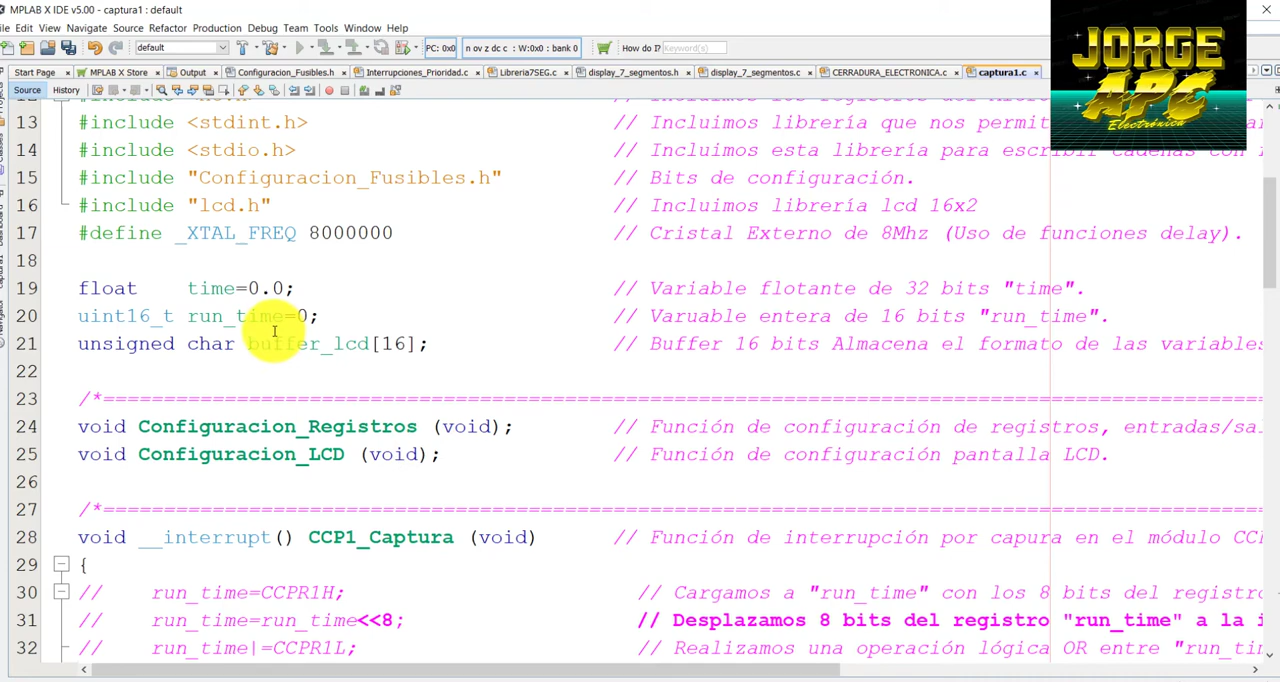 MPLAB X IDE v5.00 - captura1 : default
File Edit View Navigate Source Refactor Production Debug Team Tools Window Help
default PC: 0x0 n ov z dc c : W:0x0 : bank 0 How do I? Keyword(s)
Start Page MPLAB X Store Output Configuracion_Fusibles.h Interrupciones_Prioridad.c Libreria7SEG.c display_7_segmentos.h display_7_segmentos.c CERRADURA_ELECTRONICA.c captura1.c
Source History
JORGE
APC
Electrónica
13 #include <stdint.h> // Incluimos librería que nos permit
14 #include <stdio.h> // Incluimos esta librería para escribir cadenas con
15 #include "Configuracion_Fusibles.h" // Bits de configuración.
16 #include "lcd.h" // Incluimos librería lcd 16x2
17 #define _XTAL_FREQ 8000000 // Cristal Externo de 8Mhz (Uso de funciones delay).
18
19 float time=0.0; // Variable flotante de 32 bits "time".
20 uint16_t run_time=0; // Varuable entera de 16 bits "run_time".
21 unsigned char buffer_lcd[16]; // Buffer 16 bits Almacena el formato de las variables
22
23 /*==================================================================================================
24 void Configuracion_Registros (void); // Función de configuración de registros, entradas/sal
25 void Configuracion_LCD (void); // Función de configuración pantalla LCD.
26
27 /*==================================================================================================
28 void __interrupt() CCP1_Captura (void) // Función de interrupción por capura en el módulo CCP
29 {
30 // run_time=CCPR1H; // Cargamos a "run_time" con los 8 bits del registro
31 // run_time=run_time<<8; // Desplazamos 8 bits del registro "run_time" a la i
32 // run_time|=CCPR1L; // Realizamos una operación lógica OR entre "run_tim